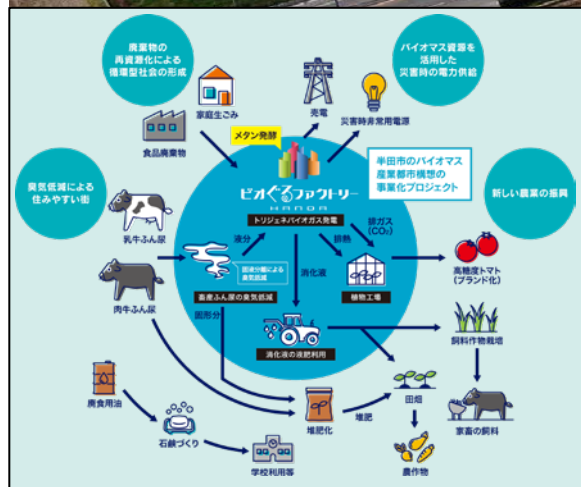 廃棄物の
再資源化による
循環型社会の形成
バイオマス資源を
活用した
災害時の電力供給
家庭生ごみ
食品廃棄物
売電
災害時非常用電源
メタン発酵
臭気低減による
住みやすい街
ビオぐるファクトリー
HANDA
トリジェネバイオガス発電
半田市のバイオマス
産業都市構想の
事業化プロジェクト
新しい農業の振興
乳牛ふん尿
肉牛ふん尿
液分
固液分離による
臭気低減
畜産ふん尿の臭気低減
固形分
消化液
排熱
排ガス
(CO₂)
植物工場
高糖度トマト
(ブランド化)
消化液の液肥利用
飼料作物栽培
廃食用油
石鹸づくり
学校利用等
堆肥化
堆肥
田畑
農作物
家畜の飼料